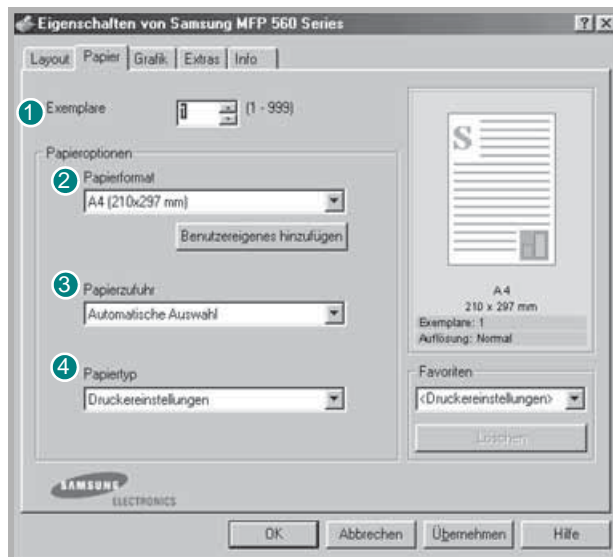 Eigenschaften von Samsung MFP 560 Series
Layout Papier Grafik Extras Info
1 Exemplare 1 (1 - 999)
Papieroptionen
2 Papierformat
A4 (210x297 mm)
Benutzereigenes hinzufügen
3 Papierzufuhr
Automatische Auswahl
4 Papiertyp
Druckereinstellungen
S
A4
210 x 297 mm
Exemplare: 1
Auflösung: Normal
Favoriten
<Druckereinstellungen>
Löschen
SAMSUNG
ELECTRONICS
OK Abbrechen Übernehmen Hilfe